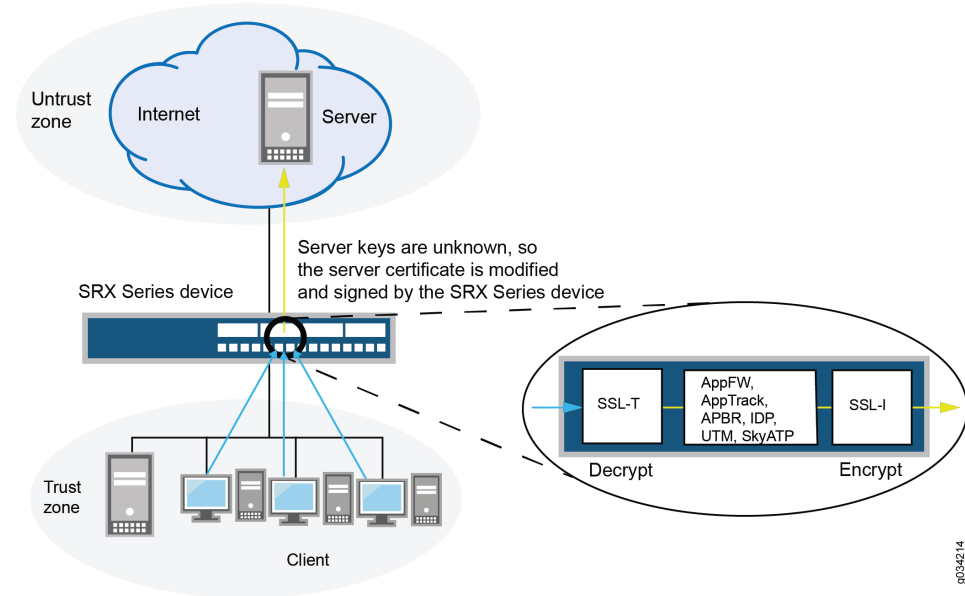 Untrust
zone
Internet
Server
Server keys are unknown, so
the server certificate is modified
and signed by the SRX Series device
SRX Series device
SSL-T
AppFW,
AppTrack,
APBR, IDP,
UTM, SkyATP
SSL-I
Decrypt
Encrypt
Trust
zone
Client
g034214